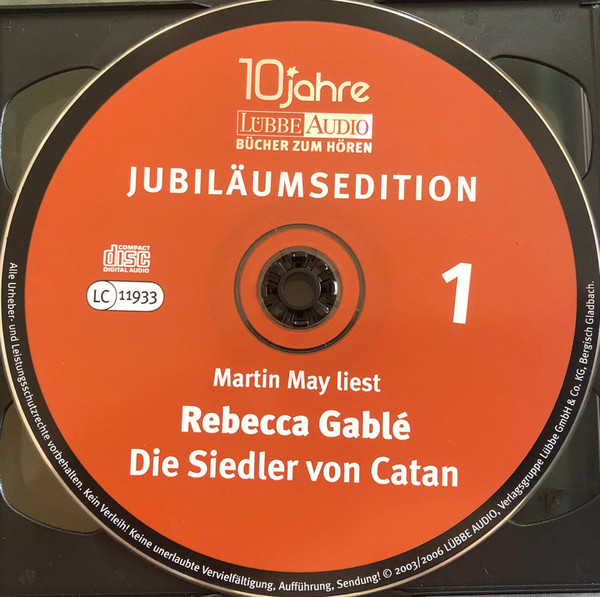 10 jahre
LÜBBE AUDIO
BÜCHER ZUM HÖREN
JUBILÄUMSEDITION
COMPACT
disc
DIGITAL AUDIO
LC 11933
1
Martin May liest
Rebecca Gablé
Die Siedler von Catan
Alle Urheber- und Leistungsschutzrechte vorbehalten. Kein Verleih! Keine unerlaubte Vervielfältigung, Aufführung, Sendung! © 2003/2006 LÜBBE AUDIO, Verlagsgruppe Lübbe GmbH & Co. KG, Bergisch Gladbach.